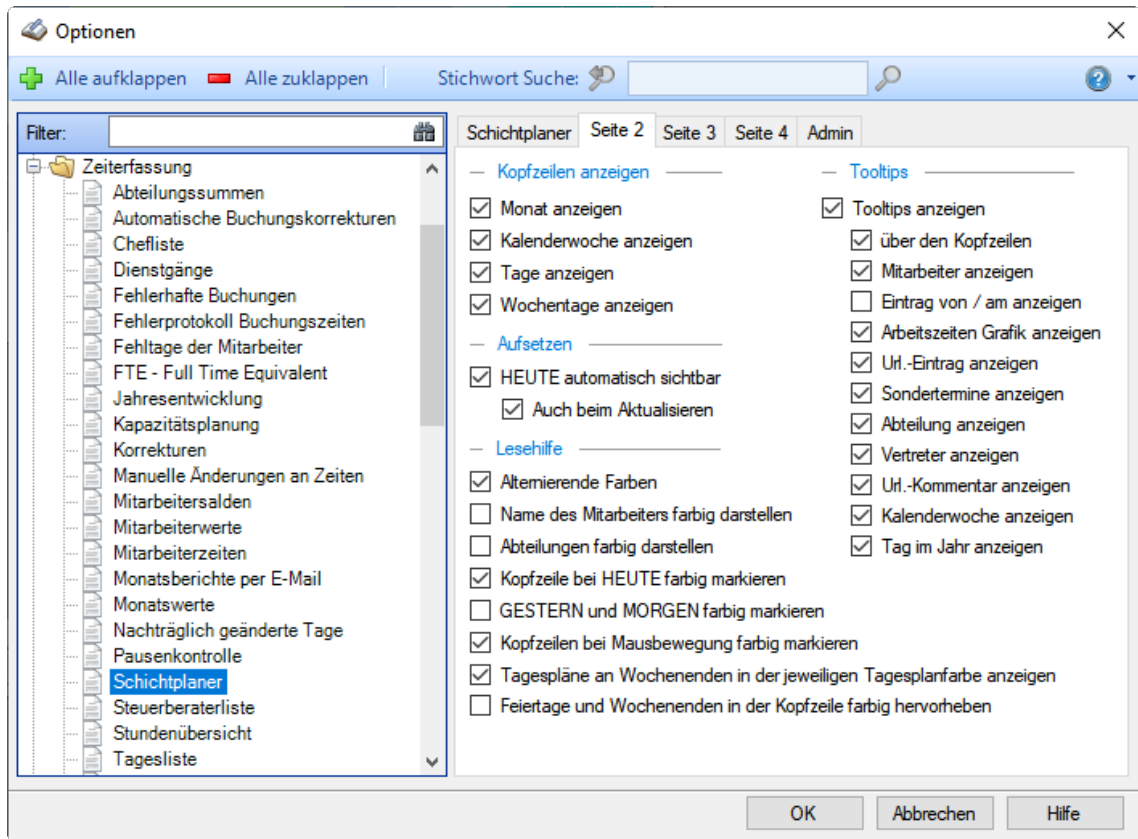 Optionen
Alle aufklappen
Alle zuklappen
Stichwort Suche:
Filter:
Zeiterfassung
Abteilungssummen
Automatische Buchungskorrekturen
Chefliste
Dienstgänge
Fehlerhafte Buchungen
Fehlerprotokoll Buchungszeiten
Fehltage der Mitarbeiter
FTE - Full Time Equivalent
Jahresentwicklung
Kapazitätsplanung
Korrekturen
Manuelle Änderungen an Zeiten
Mitarbeitersalden
Mitarbeiterwerte
Mitarbeiterzeiten
Monatsberichte per E-Mail
Monatswerte
Nachträglich geänderte Tage
Pausenkontrolle
Schichtplaner
Steuerberaterliste
Stundenübersicht
Tagesliste
Schichtplaner
Seite 2
Seite 3
Seite 4
Admin
Kopfzeilen anzeigen
Monat anzeigen
Kalenderwoche anzeigen
Tage anzeigen
Wochentage anzeigen
Aufsetzen
HEUTE automatisch sichtbar
Auch beim Aktualisieren
Lesehilfe
Alternierende Farben
Name des Mitarbeiters farbig darstellen
Abteilungen farbig darstellen
Kopfzeile bei HEUTE farbig markieren
GESTERN und MORGEN farbig markieren
Kopfzeilen bei Mausbewegung farbig markieren
Tagespläne an Wochenenden in der jeweiligen Tagesplanfarbe anzeigen
Feiertage und Wochenenden in der Kopfzeile farbig hervorheben
Tooltips
Tooltips anzeigen
über den Kopfzeilen
Mitarbeiter anzeigen
Eintrag von / am anzeigen
Arbeitszeiten Grafik anzeigen
Url.-Eintrag anzeigen
Sondertermine anzeigen
Abteilung anzeigen
Vertreter anzeigen
Url.-Kommentar anzeigen
Kalenderwoche anzeigen
Tag im Jahr anzeigen
OK
Abbrechen
Hilfe